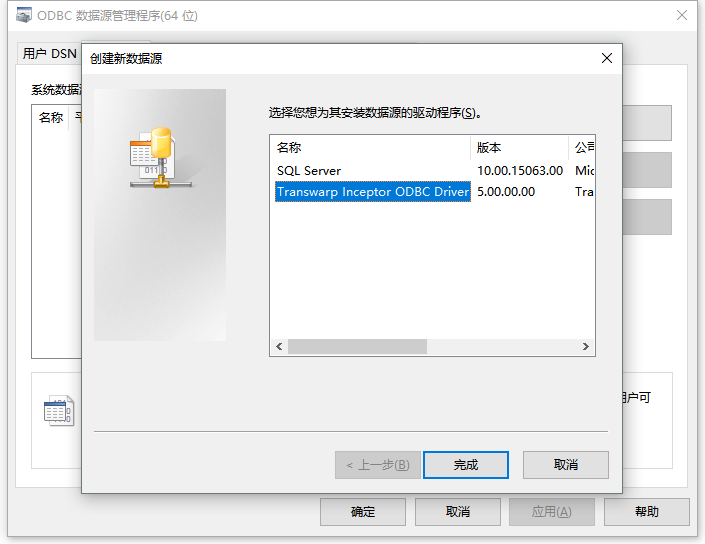 ODBC 数据源管理程序(64 位)
用户 DSN
创建新数据源
系统数据源
名称
选择您想为其安装数据源的驱动程序(S)。
名称 版本 公司
SQL Server 10.00.15063.00 Mic
Transwarp Inceptor ODBC Driver 5.00.00.00 Tra
用户可
< 上一步(B) 完成 取消
确定 取消 应用(A) 帮助